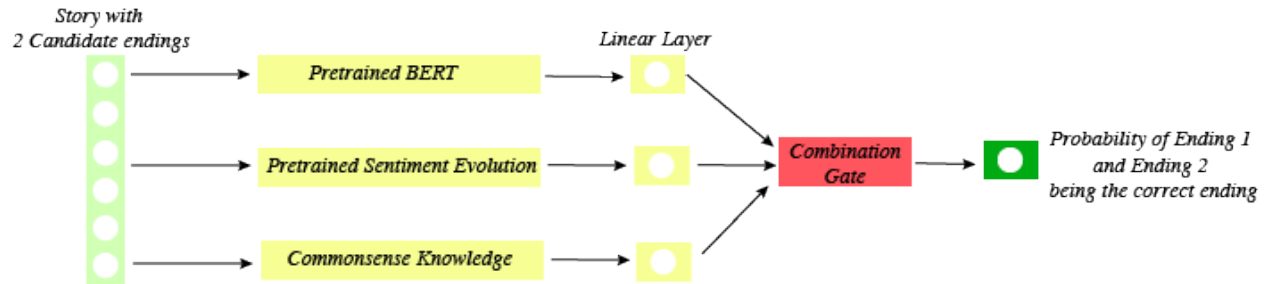 Story with
2 Candidate endings
Linear Layer
Pretrained BERT
Pretrained Sentiment Evolution
Commonsense Knowledge
Combination
Gate
Probability of Ending 1
and Ending 2
being the correct ending